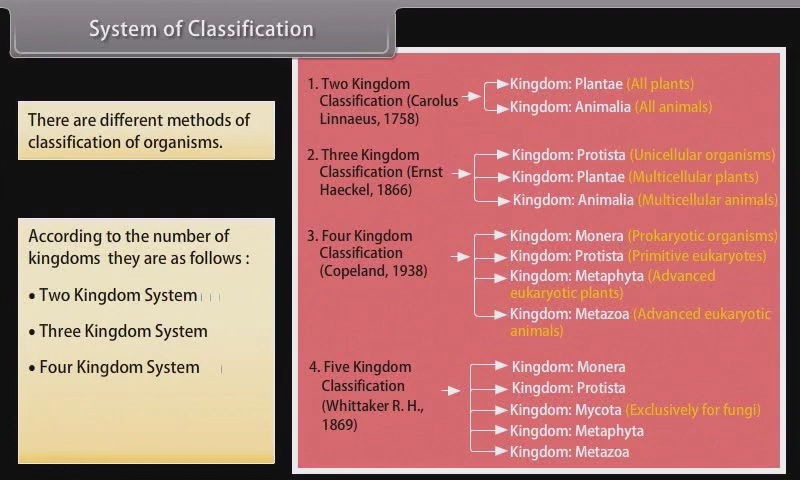 System of Classification
There are different methods of
classification of organisms.
According to the number of
kingdoms they are as follows :
• Two Kingdom System
• Three Kingdom System
• Four Kingdom System
1. Two Kingdom
Classification (Carolus
Linnaeus, 1758)
Kingdom: Plantae (All plants)
Kingdom: Animalia (All animals)
2. Three Kingdom
Classification (Ernst
Haeckel, 1866)
Kingdom: Protista (Unicellular organisms)
Kingdom: Plantae (Multicellular plants)
Kingdom: Animalia (Multicellular animals)
3. Four Kingdom
Classification
(Copeland, 1938)
Kingdom: Monera (Prokaryotic organisms)
Kingdom: Protista (Primitive eukaryotes)
Kingdom: Metaphyta (Advanced
eukaryotic plants)
Kingdom: Metazoa (Advanced eukaryotic
animals)
4. Five Kingdom
Classification
(Whittaker R. H.,
1869)
Kingdom: Monera
Kingdom: Protista
Kingdom: Mycota (Exclusively for fungi)
Kingdom: Metaphyta
Kingdom: Metazoa